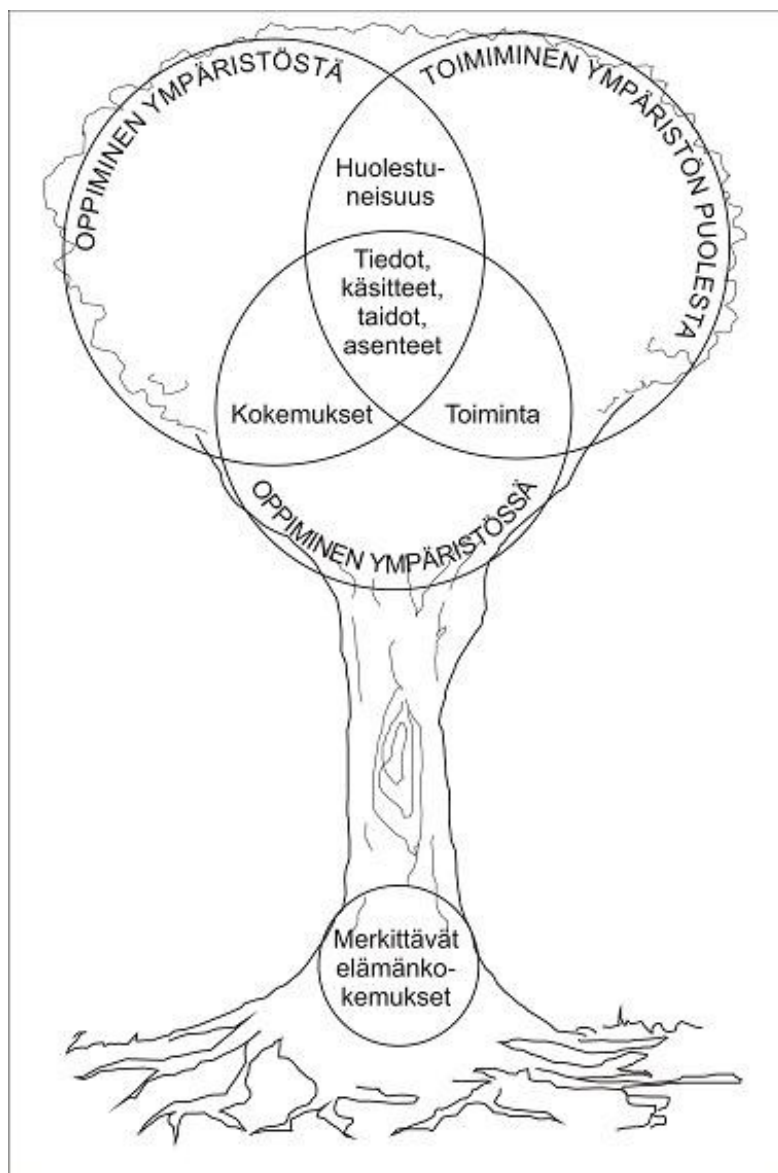 OPPIMINEN YMPÄRISTÖSTÄ
TOIMIMINEN YMPÄRISTÖN PUOLESTA
Huolestu-
neisuus
Tiedot,
käsitteet,
taidot,
asenteet
Kokemukset
Toiminta
OPPIMINEN YMPÄRISTÖSSÄ
Merkittävät
elämänko-
kemukset